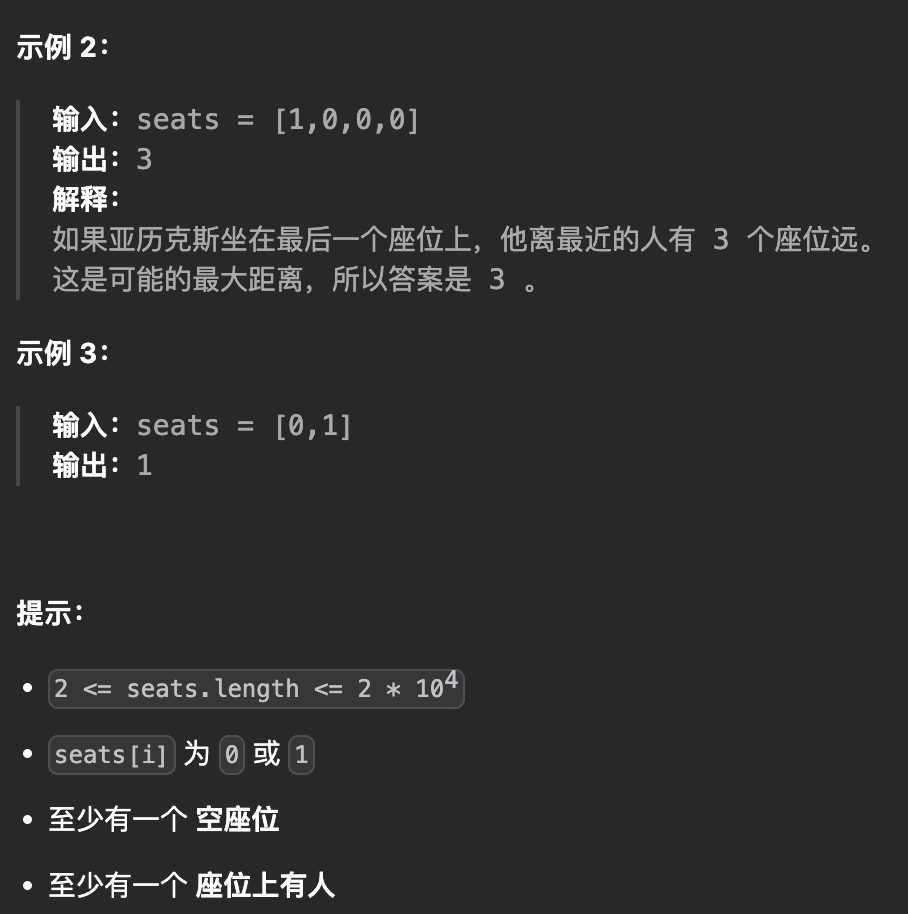 示例 2：
输入：seats = [1,0,0,0]
输出：3
解释：
如果亚历克斯坐在最后一个座位上，他离最近的人有 3 个座位远。
这是可能的最大距离，所以答案是 3 。
示例 3：
输入：seats = [0,1]
输出：1
提示：
• 2 <= seats.length <= 2 * 10⁴
• seats[i] 为 0 或 1
• 至少有一个 空座位
• 至少有一个 座位上有人